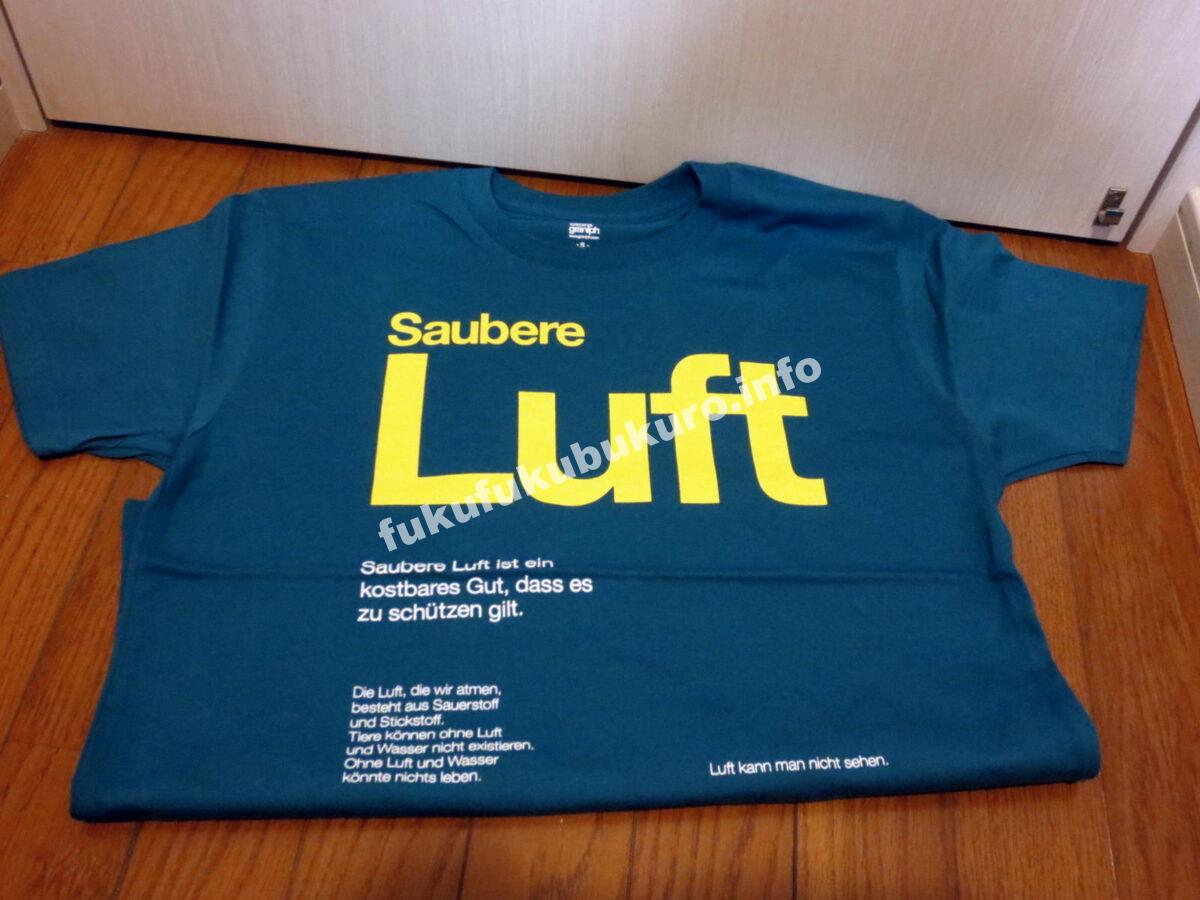 graniph
- S -
Saubere
Luft
fukufukubukuro.info
Saubere Luft ist ein
kostbares Gut, dass es
zu schützen gilt.
Die Luft, die wir atmen,
besteht aus Sauerstoff
und Stickstoff.
Tiere können ohne Luft
und Wasser nicht existieren.
Ohne Luft und Wasser
könnte nichts leben.
Luft kann man nicht sehen.